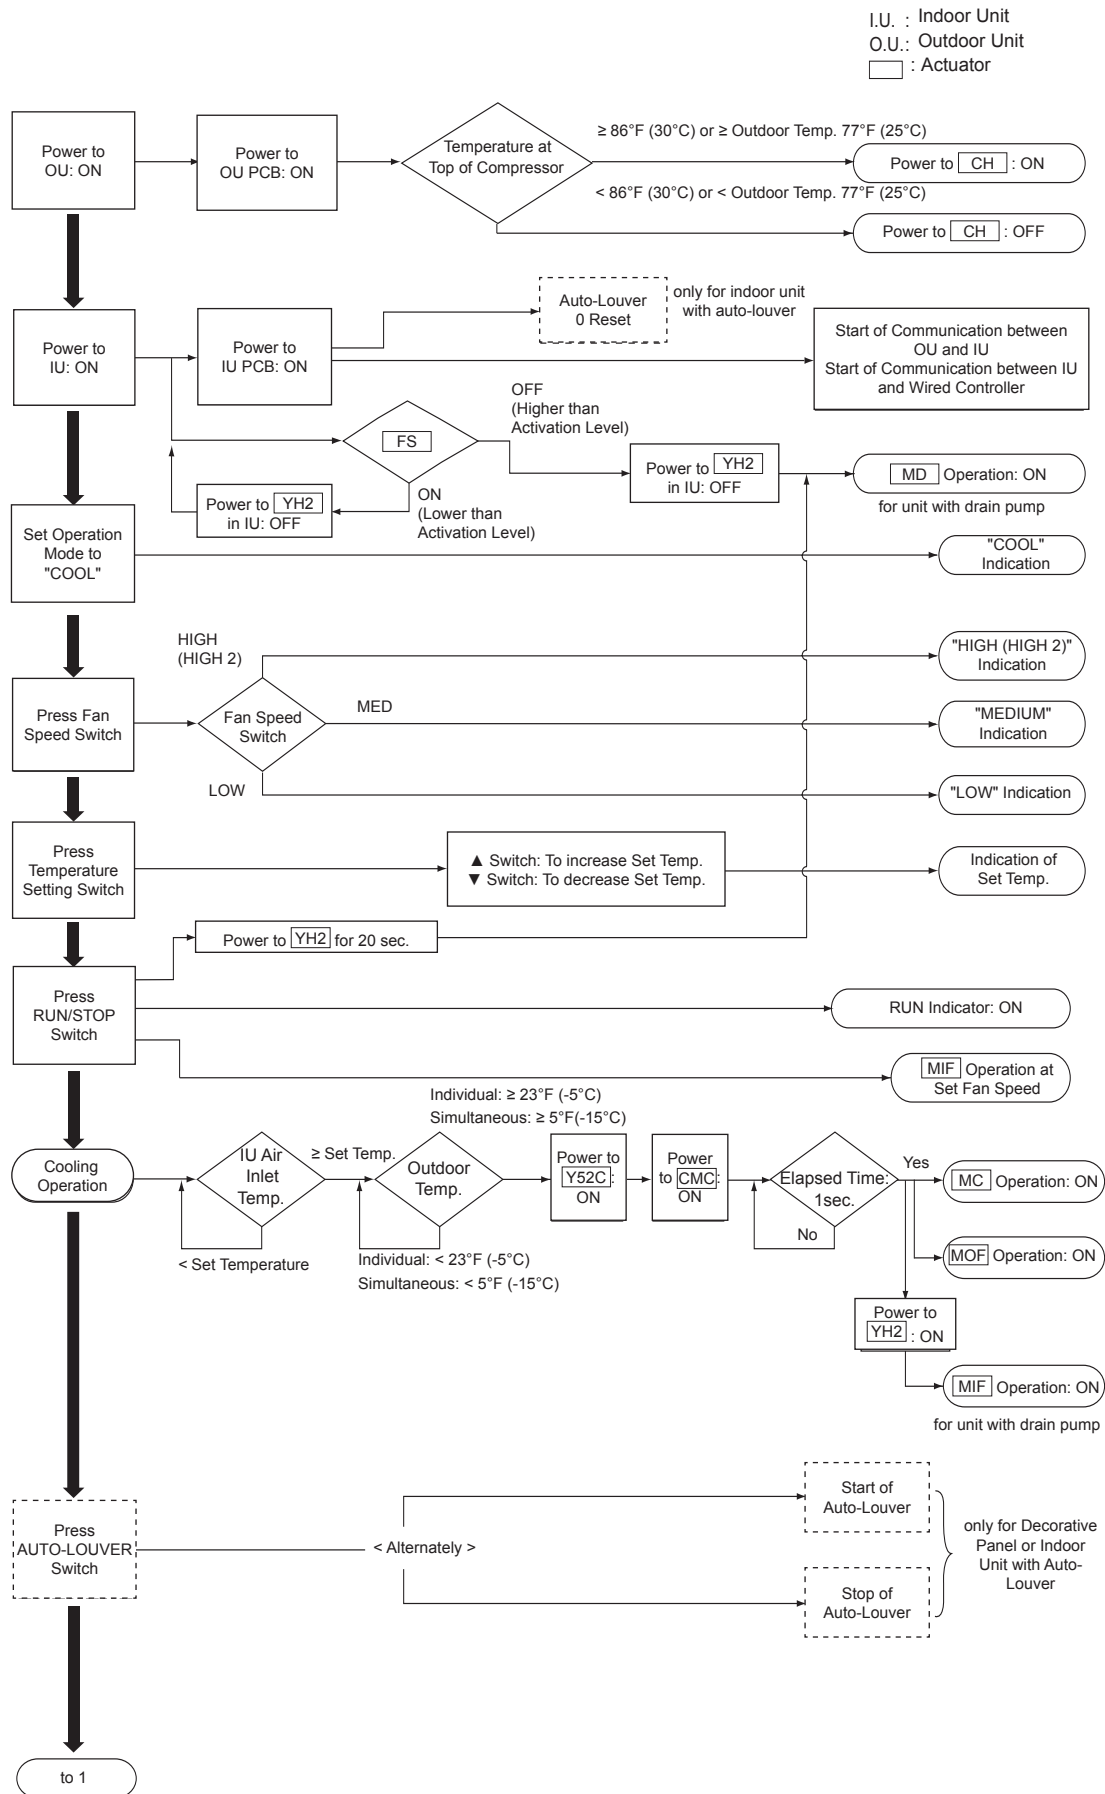 I.U. : Indoor Unit
O.U.: Outdoor Unit
: Actuator
Power to
OU: ON
Power to
OU PCB: ON
Temperature at
Top of Compressor
≥ 86°F (30°C) or ≥ Outdoor Temp. 77°F (25°C)
Power to CH : ON
< 86°F (30°C) or < Outdoor Temp. 77°F (25°C)
Power to CH : OFF
Power to
IU: ON
Power to
IU PCB: ON
Auto-Louver
0 Reset
only for indoor unit
with auto-louver
Start of Communication between
OU and IU
Start of Communication between IU
and Wired Controller
FS
OFF
(Higher than
Activation Level)
Power to YH2
in IU: OFF
MD Operation: ON
for unit with drain pump
ON
(Lower than
Activation Level)
Power to YH2
in IU: OFF
Set Operation
Mode to
"COOL"
"COOL"
Indication
Press Fan
Speed Switch
Fan Speed
Switch
HIGH
(HIGH 2)
"HIGH (HIGH 2)"
Indication
MED
"MEDIUM"
Indication
LOW
"LOW" Indication
Press
Temperature
Setting Switch
▲ Switch: To increase Set Temp.
▼ Switch: To decrease Set Temp.
Indication of
Set Temp.
Power to YH2 for 20 sec.
Press
RUN/STOP
Switch
RUN Indicator: ON
MIF Operation at
Set Fan Speed
Cooling
Operation
IU Air
Inlet
Temp.
≥ Set Temp.
< Set Temperature
Outdoor
Temp.
Individual: ≥ 23°F (-5°C)
Simultaneous: ≥ 5°F(-15°C)
Individual: < 23°F (-5°C)
Simultaneous: < 5°F (-15°C)
Power to
Y52C:
ON
Power
to CMC:
ON
Elapsed Time:
1sec.
Yes
No
MC Operation: ON
MOF Operation: ON
Power to
YH2 : ON
MIF Operation: ON
for unit with drain pump
Press
AUTO-LOUVER
Switch
< Alternately >
Start of
Auto-Louver
Stop of
Auto-Louver
only for Decorative
Panel or Indoor
Unit with Auto-
Louver
to 1